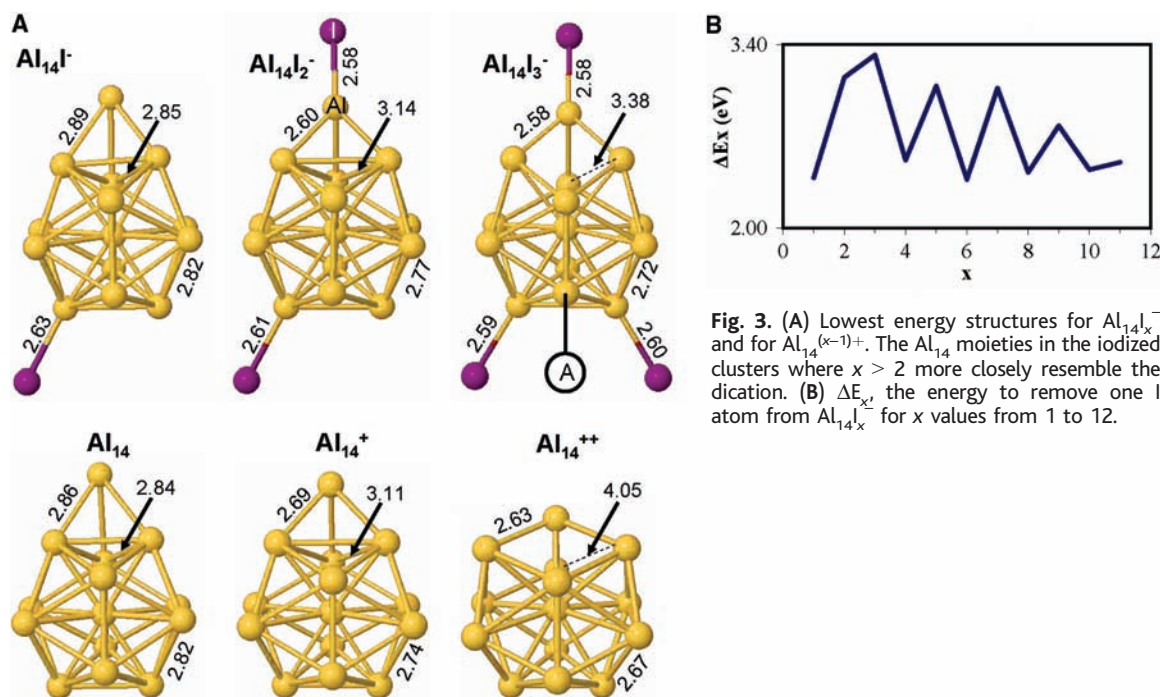 A
Al14I-
2.89
2.85
2.82
2.63
Al14I2-
I
2.58
Al
2.60
3.14
2.77
2.61
Al14I3-
2.58
2.58
3.38
2.72
2.59
2.60
A
Al14
2.86
2.84
2.82
Al14+
2.69
3.11
2.74
Al14++
2.63
4.05
2.67
B
3.40
ΔEx (eV)
2.00
0 2 4 6 8 10 12
x
Fig. 3. (A) Lowest energy structures for Al14Ix−
and for Al14(x−1)+. The Al14 moieties in the iodized
clusters where x > 2 more closely resemble the
dication. (B) ΔEx, the energy to remove one I
atom from Al14Ix− for x values from 1 to 12.